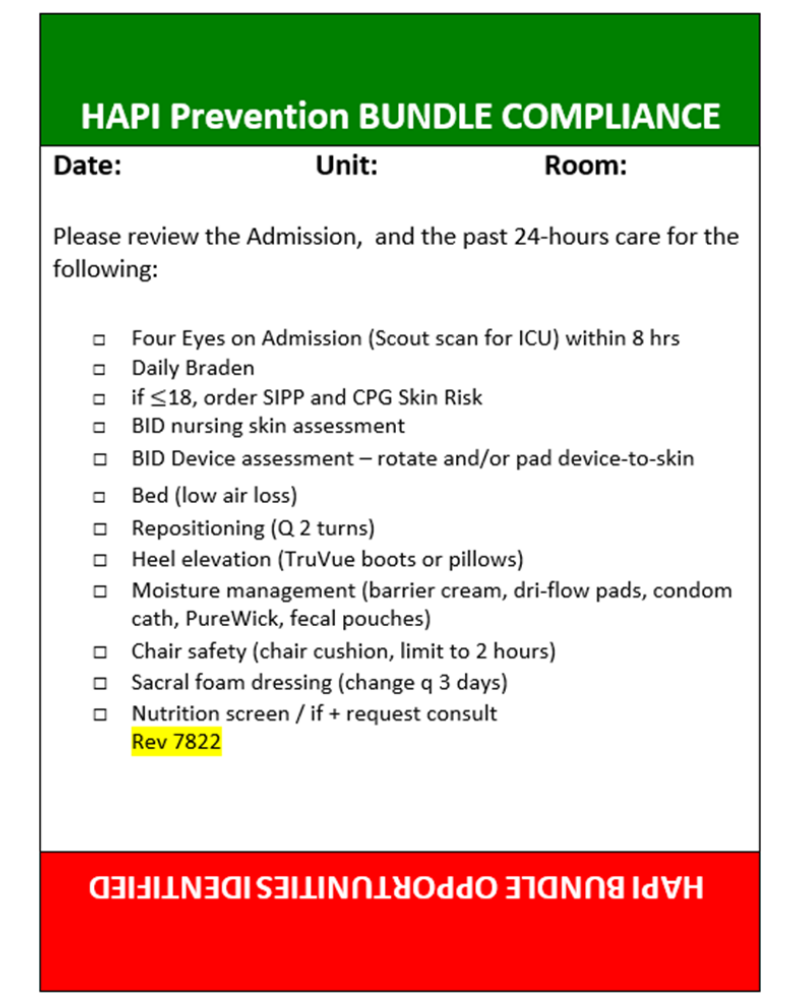 HAPI Prevention BUNDLE COMPLIANCE
Date: Unit: Room:
Please review the Admission, and the past 24-hours care for the
following:
□ Four Eyes on Admission (Scout scan for ICU) within 8 hrs
□ Daily Braden
□ if ≤18, order SIPP and CPG Skin Risk
□ BID nursing skin assessment
□ BID Device assessment – rotate and/or pad device-to-skin
□ Bed (low air loss)
□ Repositioning (Q 2 turns)
□ Heel elevation (TruVue boots or pillows)
□ Moisture management (barrier cream, dri-flow pads, condom
cath, PureWick, fecal pouches)
□ Chair safety (chair cushion, limit to 2 hours)
□ Sacral foam dressing (change q 3 days)
□ Nutrition screen / if + request consult
Rev 7822
HAPI BUNDLE OPPORTUNITIES IDENTIFIED